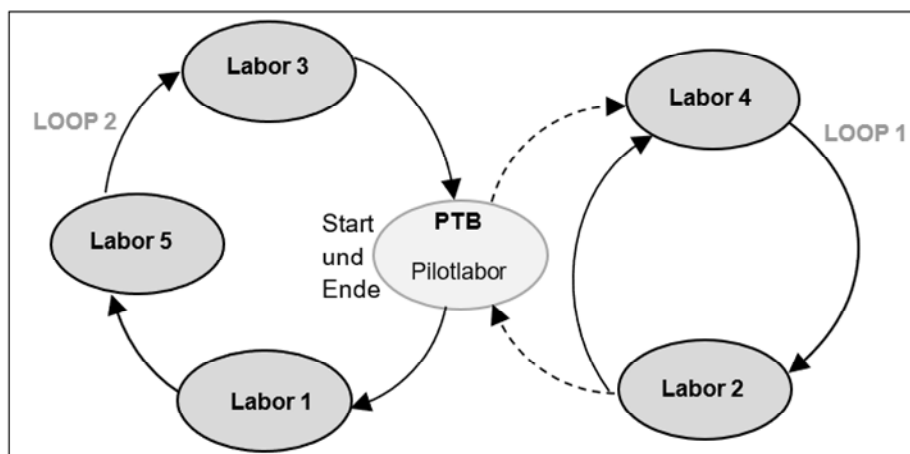 Labor 3
LOOP 2
Labor 5
Labor 1
Start
und
Ende
PTB
Pilotlabor
Labor 4
LOOP 1
Labor 2